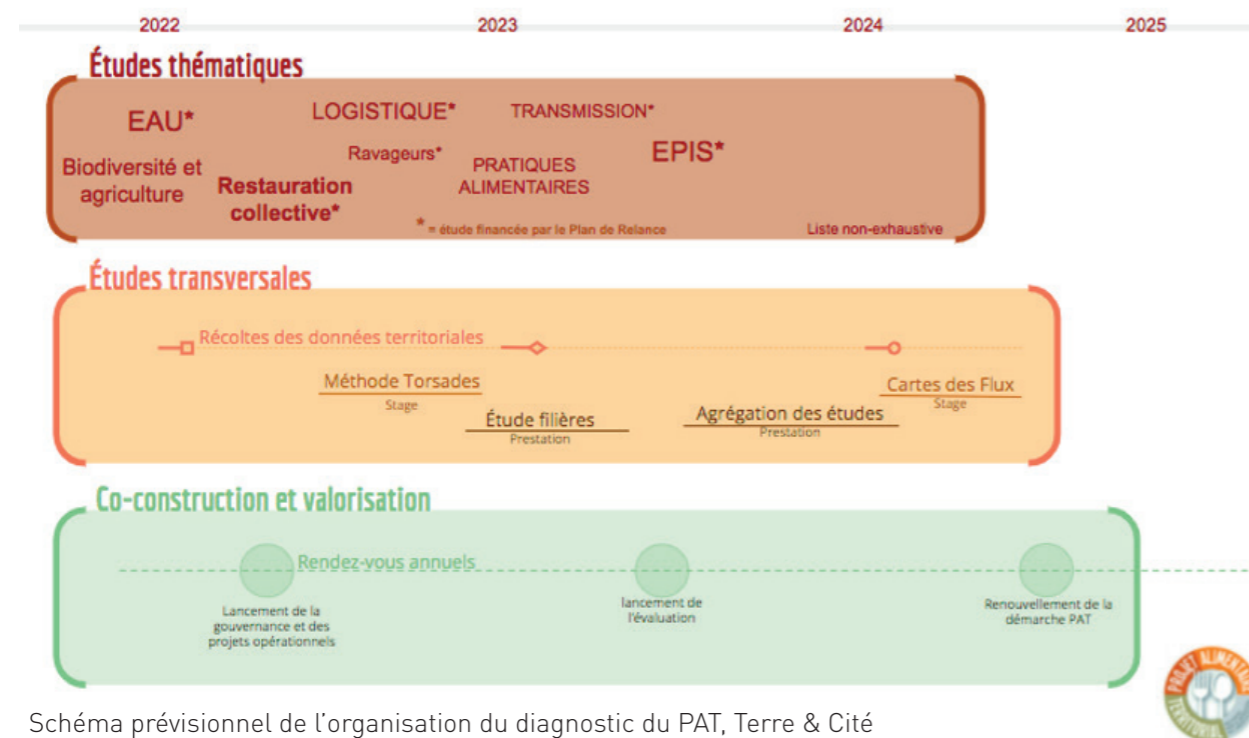 2022 2023 2024 2025
Études thématiques
EAU*
LOGISTIQUE*
TRANSMISSION*
Biodiversité et
agriculture
Restauration
collective*
Ravageurs*
PRATIQUES
ALIMENTAIRES
EPIS*
* = étude financée par le Plan de Relance
Liste non-exhaustive
Études transversales
Récoltes des données territoriales
Méthode Torsades
Stage
Étude filières
Prestation
Agrégation des études
Prestation
Cartes des Flux
Stage
Co-construction et valorisation
Rendez-vous annuels
Lancement de la
gouvernance et des
projets opérationnels
lancement de
l'évaluation
Renouvellement de la
démarche PAT
Schéma prévisionnel de l'organisation du diagnostic du PAT, Terre & Cité
PROJET ALIMENTAIRE